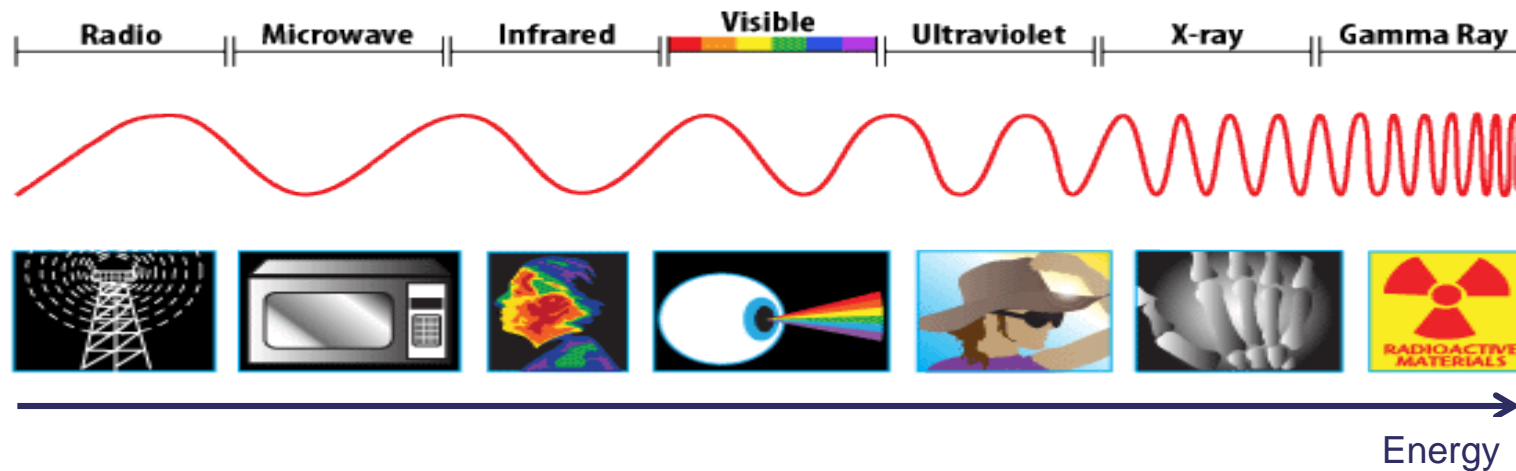 Radio Microwave Infrared Visible Ultraviolet X-ray Gamma Ray
RADIOACTIVE
MATERIALS
Energy